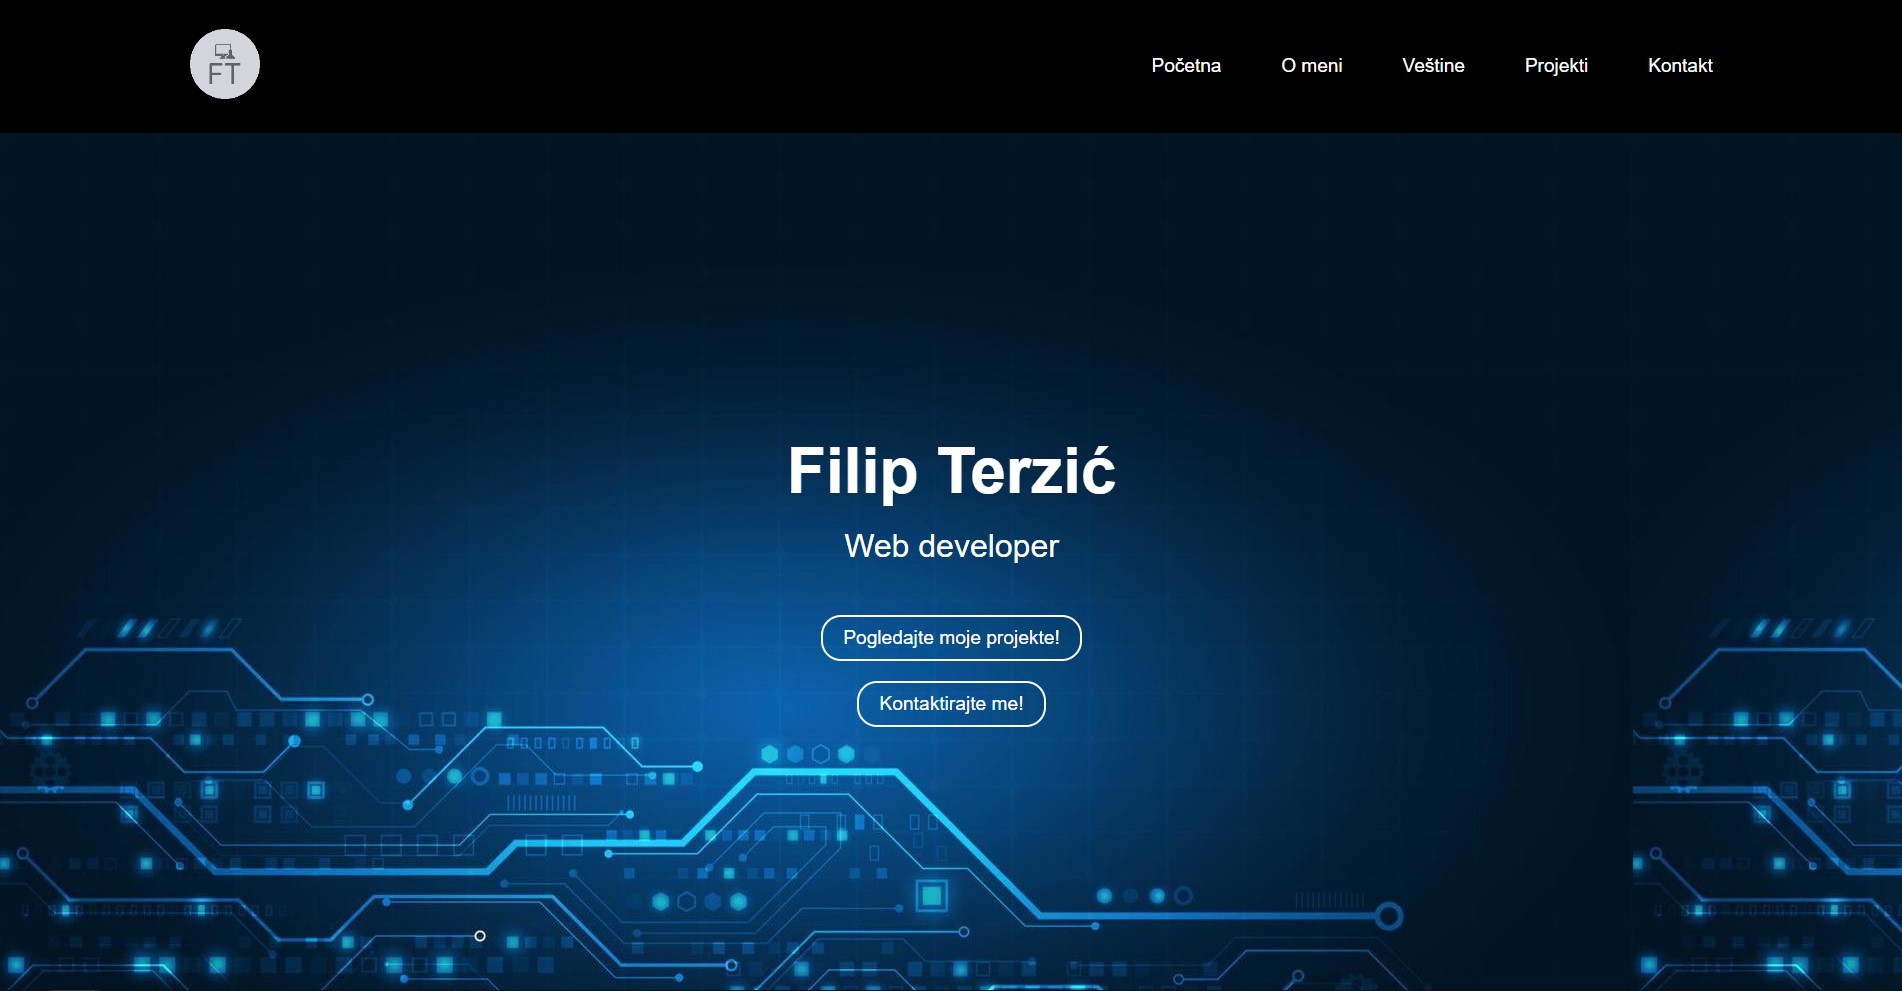 FT
Početna
O meni
Veštine
Projekti
Kontakt
Filip Terzić
Web developer
Pogledajte moje projekte!
Kontaktirajte me!